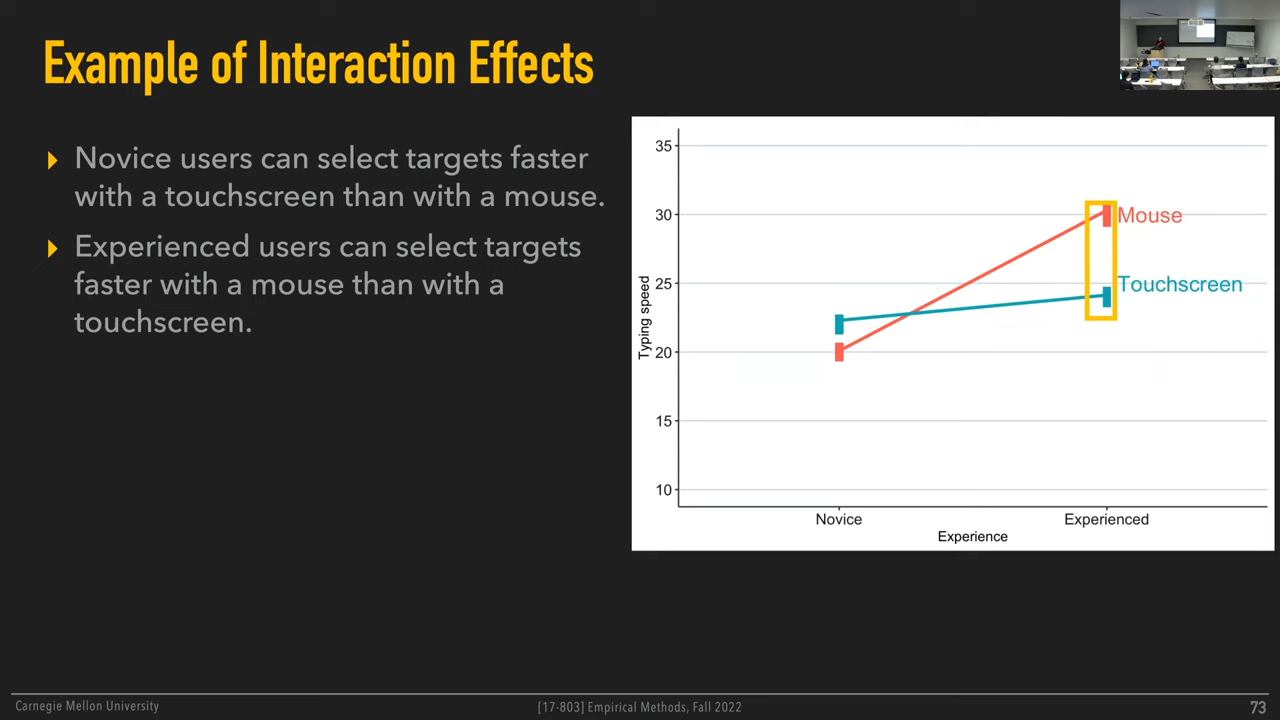 Example of Interaction Effects
Novice users can select targets faster
with a touchscreen than with a mouse.
Experienced users can select targets
faster with a mouse than with a
touchscreen.
35
30
25
20
15
10
Typing speed
Mouse
Touchscreen
Novice
Experienced
Experience
Carnegie Mellon University
[17-803] Empirical Methods, Fall 2022
73